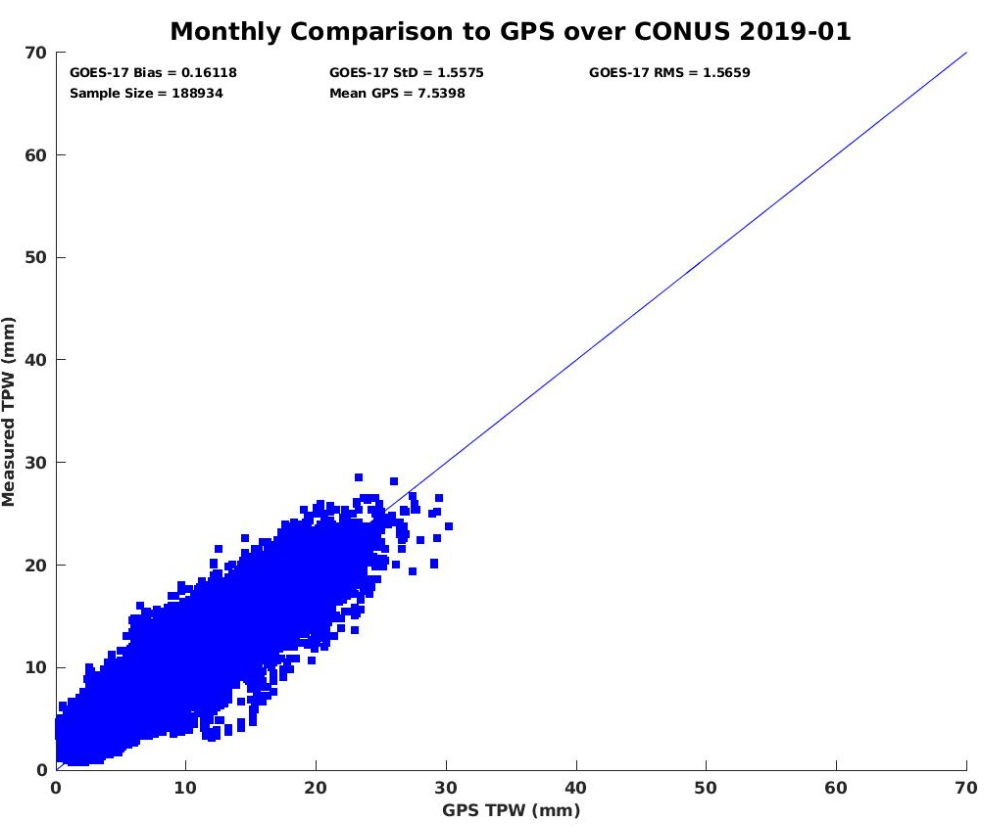 Monthly Comparison to GPS over CONUS 2019-01
GOES-17 Bias = 0.16118 GOES-17 StD = 1.5575 GOES-17 RMS = 1.5659
Sample Size = 188934 Mean GPS = 7.5398
70
60
50
40
30
20
10
0
Measured TPW (mm)
0 10 20 30 40 50 60 70
GPS TPW (mm)